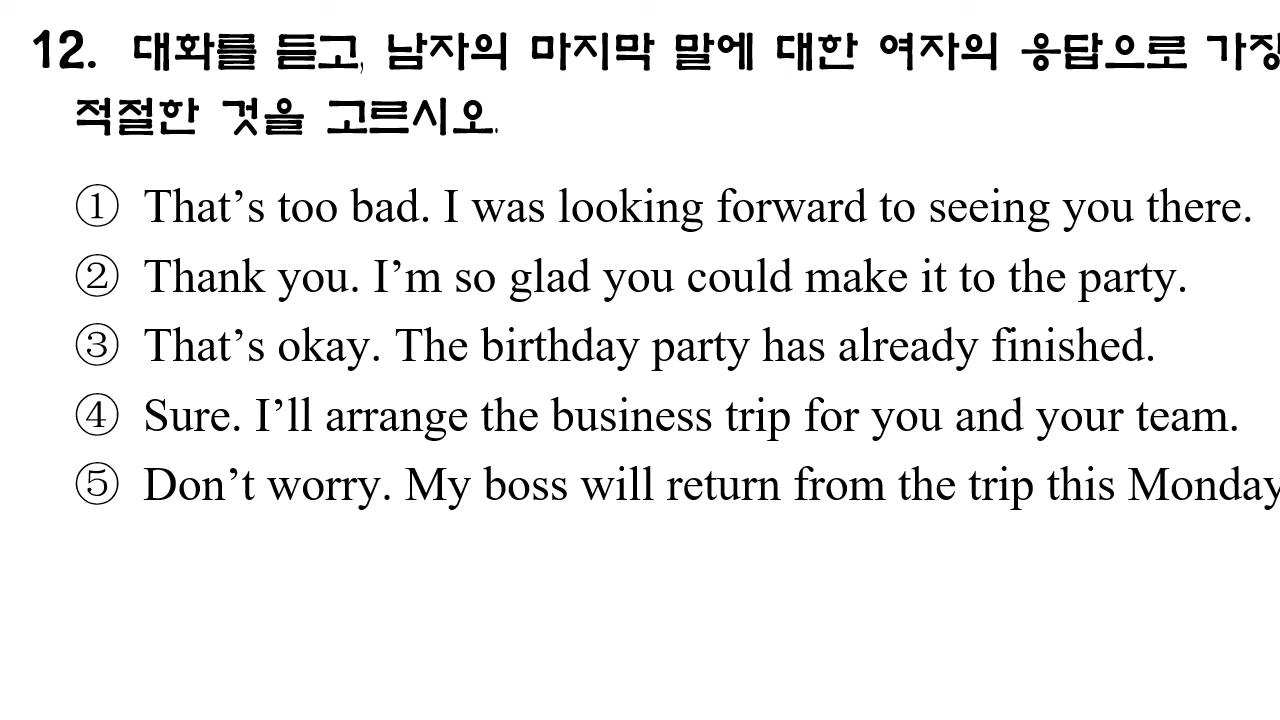 12. 대화를 듣고, 남자의 마지막 말에 대한 여자의 응답으로 가장
적절한 것을 고르시오.
① That’s too bad. I was looking forward to seeing you there.
② Thank you. I’m so glad you could make it to the party.
③ That’s okay. The birthday party has already finished.
④ Sure. I’ll arrange the business trip for you and your team.
⑤ Don’t worry. My boss will return from the trip this Monday